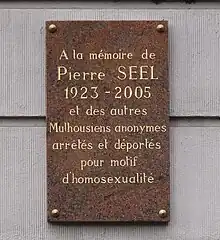 A la mémoire de
Pierre SEEL
1923 - 2005
et des autres
Mulhousiens anonymes
arrêtés et déportés
pour motif
d'homosexualité